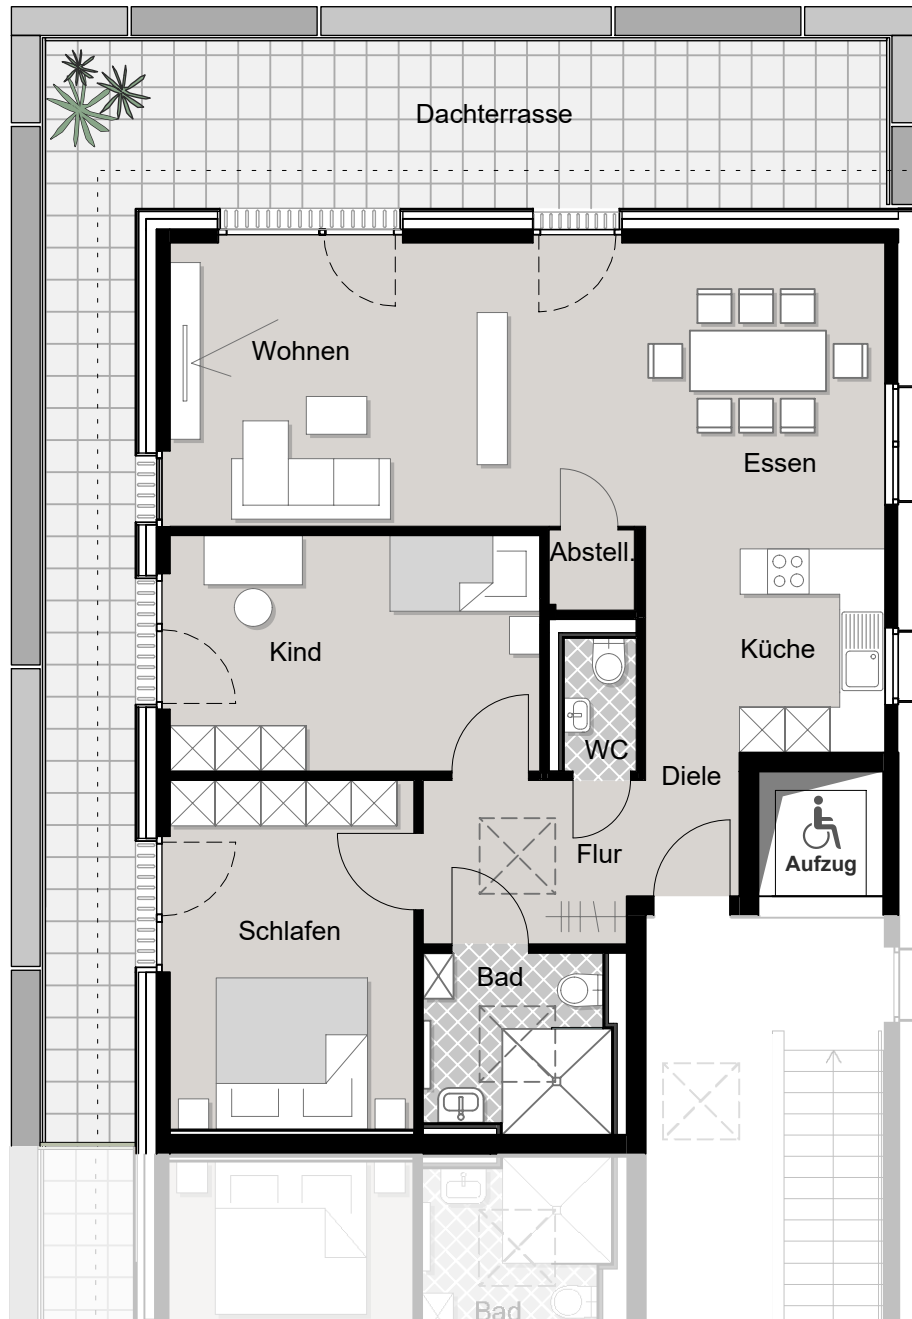 Dachterrasse
Wohnen
Essen
Abstell.
Kind
Küche
WC
Diele
Flur
Aufzug
Schlafen
Bad
Bad